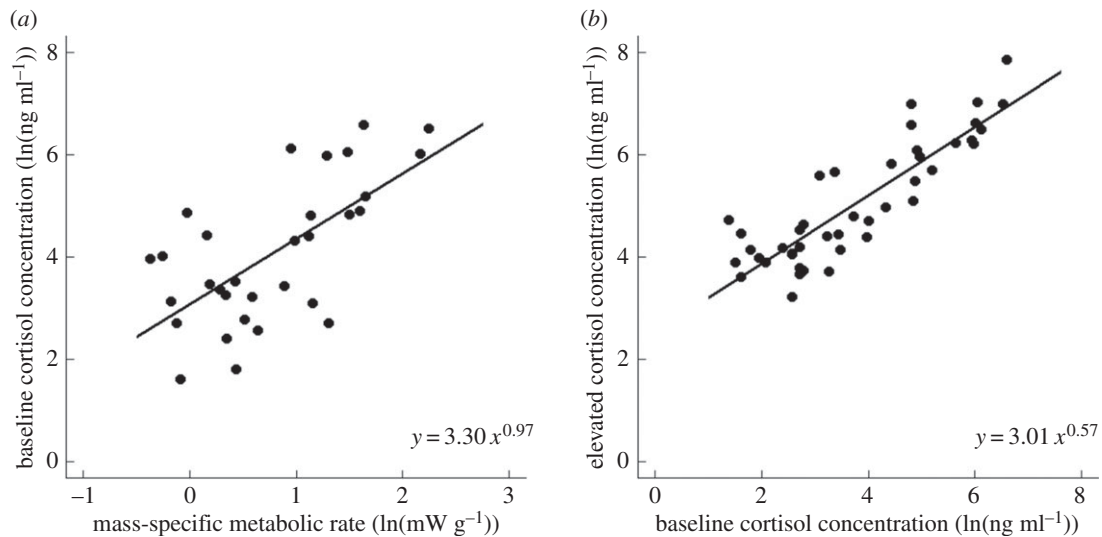 (a)
8
6
4
2
0
baseline cortisol concentration (ln(ng ml⁻¹))
y = 3.30 x^0.97
–1 0 1 2 3
mass-specific metabolic rate (ln(mW g⁻¹))
(b)
8
6
4
2
0
elevated cortisol concentration (ln(ng ml⁻¹))
y = 3.01 x^0.57
0 2 4 6 8
baseline cortisol concentration (ln(ng ml⁻¹))